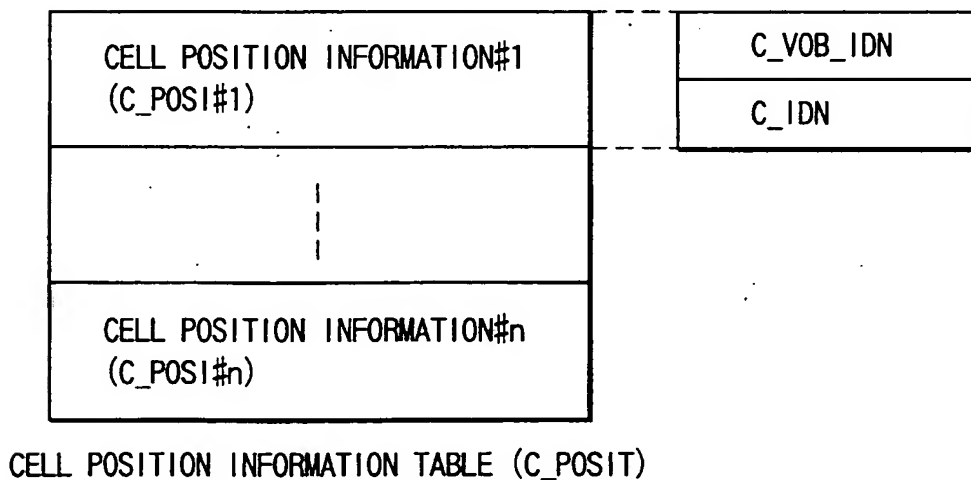 CELL POSITION INFORMATION#1
(C_POSI#1)
C_VOB_IDN
C_IDN
CELL POSITION INFORMATION#n
(C_POSI#n)
CELL POSITION INFORMATION TABLE (C_POSIT)